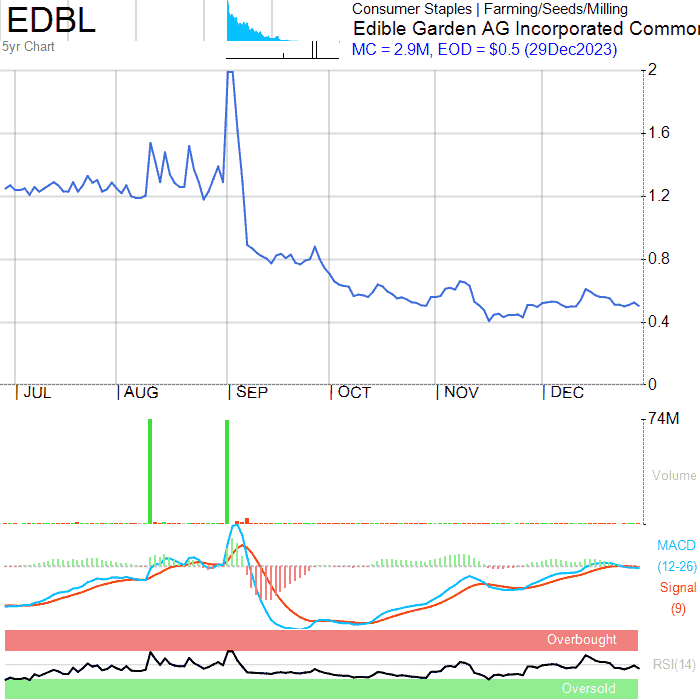 EDBL
5yr Chart
Consumer Staples | Farming/Seeds/Milling
Edible Garden AG Incorporated Common
MC = 2.9M, EOD = $0.5 (29Dec2023)
2
1.6
1.2
0.8
0.4
0
| JUL | AUG | SEP | OCT | NOV | DEC
74M
Volume
MACD
(12-26)
Signal
(9)
Overbought
RSI(14)
Oversold